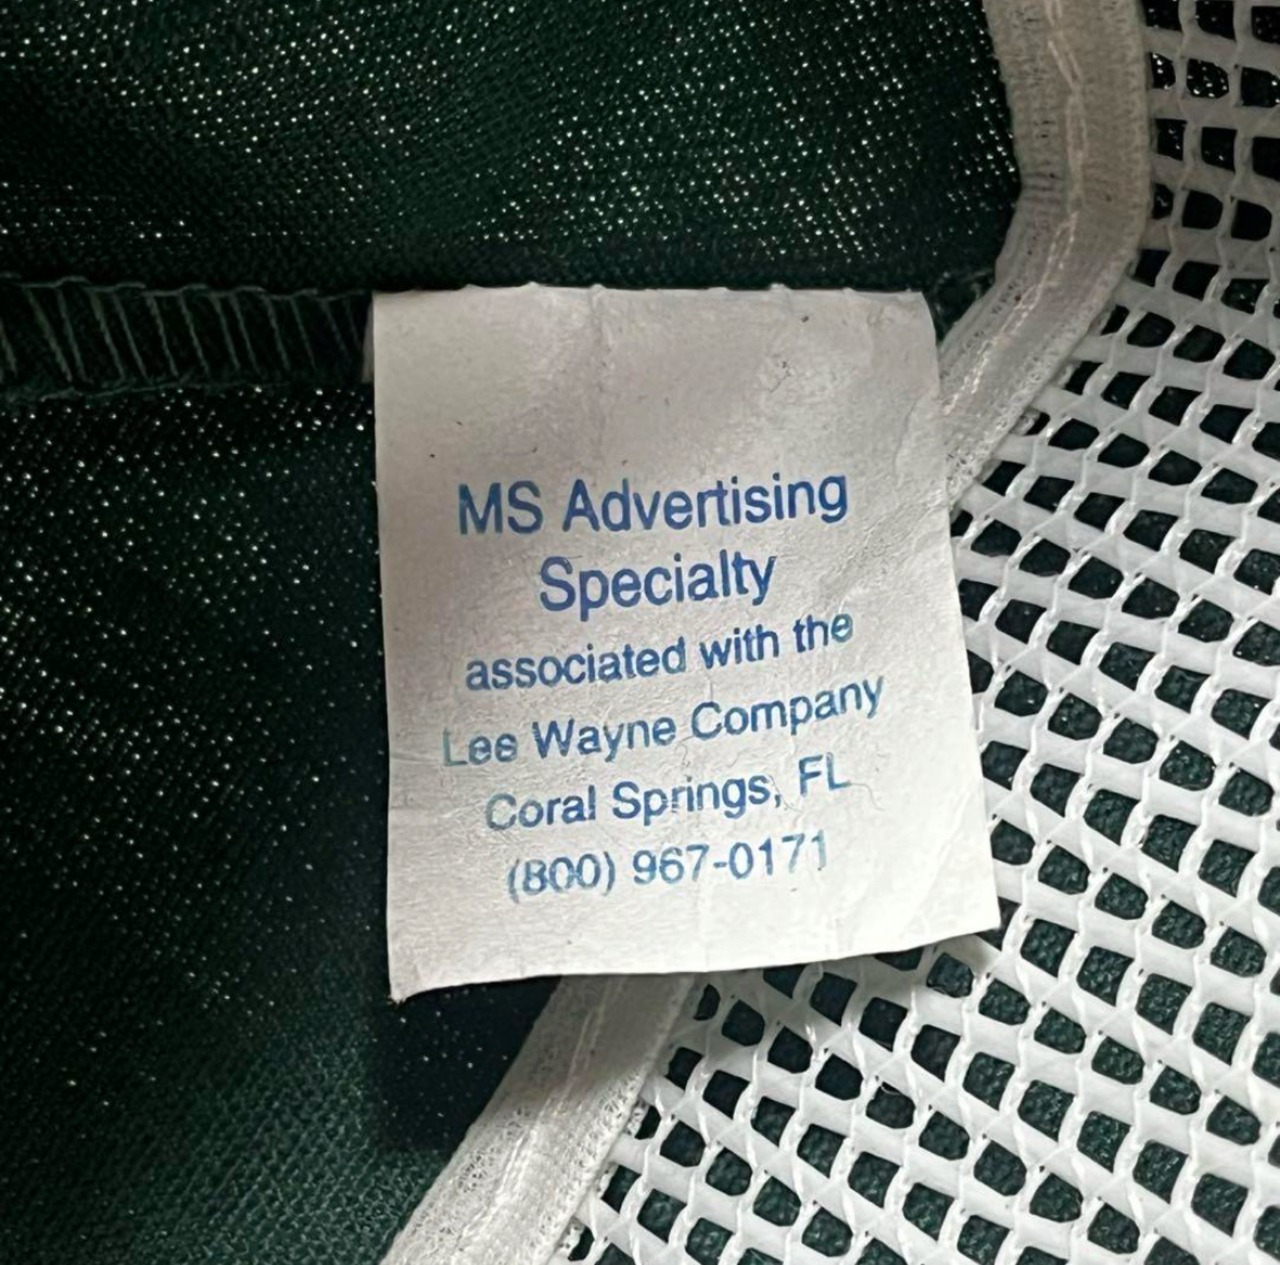 MS Advertising
Specialty
associated with the
Lee Wayne Company
Coral Springs, FL
(800) 967-0171